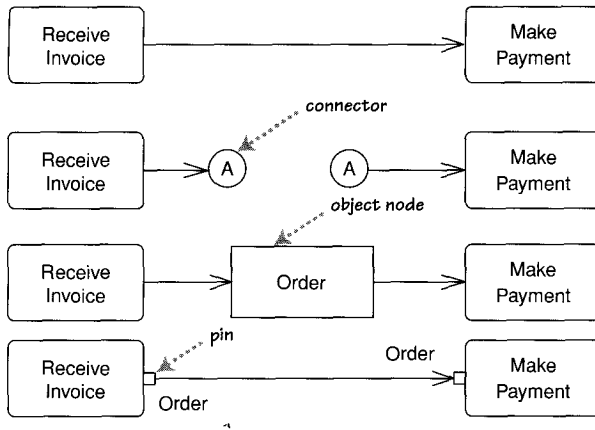 Receive
Invoice
Make
Payment
connector
Receive
Invoice
A
A
Make
Payment
object node
Receive
Invoice
Order
Make
Payment
pin
Receive
Invoice
Order
Order
Make
Payment